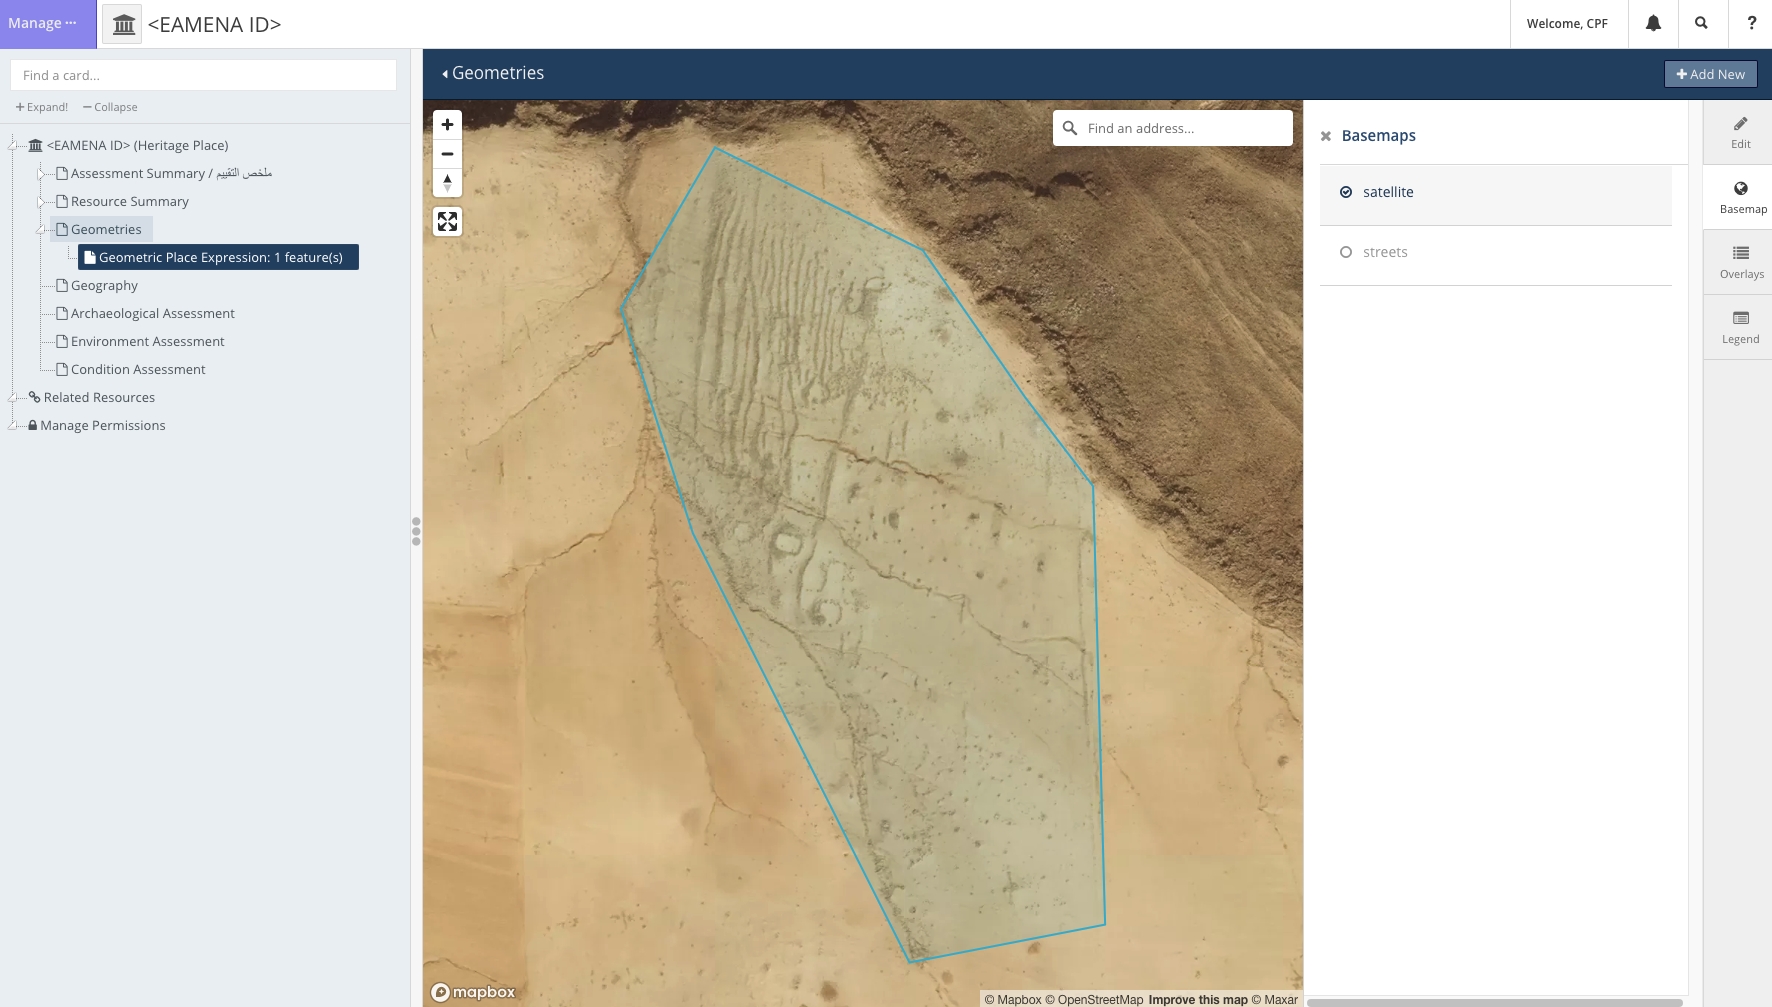 Manage
<EAMENA ID>
Welcome, CPF
?
Find a card...
Expand!
Collapse
<EAMENA ID> (Heritage Place)
Assessment Summary / ملخص التقييم
Resource Summary
Geometries
Geometric Place Expression: 1 feature(s)
Geography
Archaeological Assessment
Environment Assessment
Condition Assessment
Related Resources
Manage Permissions
Geometries
Add New
Find an address...
mapbox
© Mapbox © OpenStreetMap Improve this map © Maxar
Basemaps
satellite
streets
Edit
Basemap
Overlays
Legend